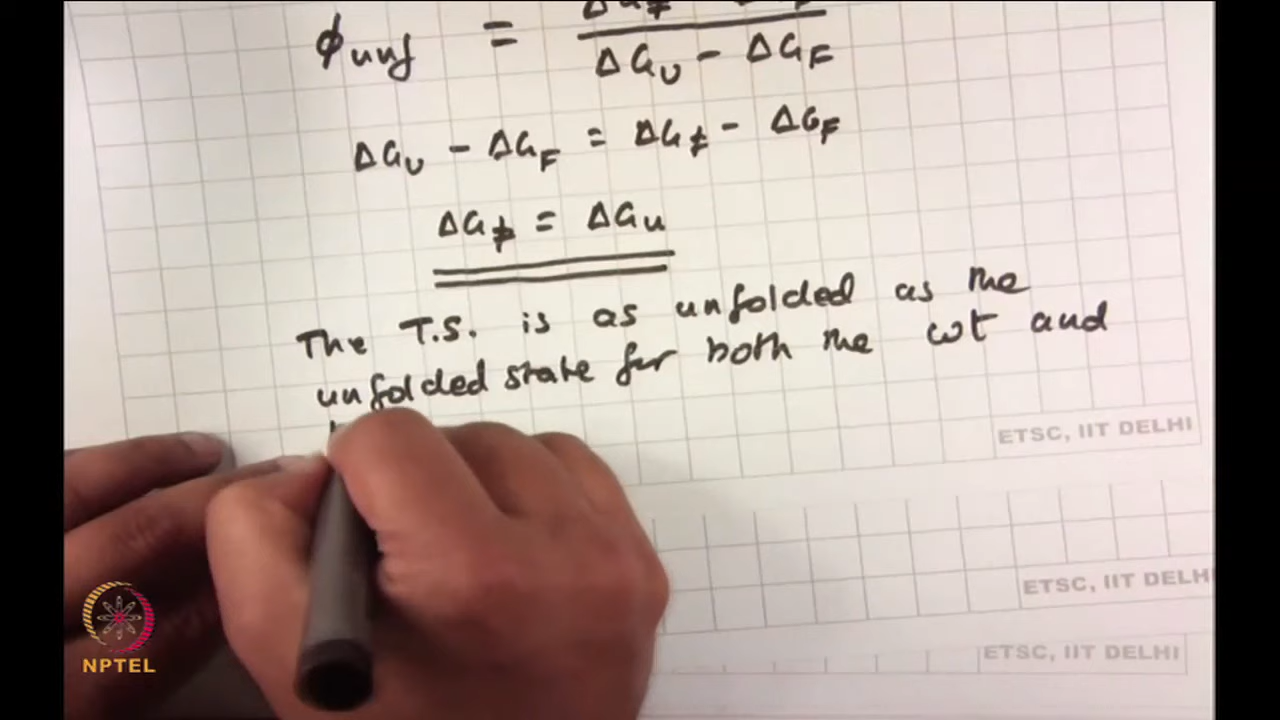 ϕunf = ΔG‡
ΔGU - ΔGF
ΔGU - ΔGF = ΔG‡ - ΔGF
ΔG‡ = ΔGu
The T.S. is as unfolded as the
unfolded state for both the wt and
ETSC, IIT DELHI
ETSC, IIT DELHI
ETSC, IIT DELHI
NPTEL